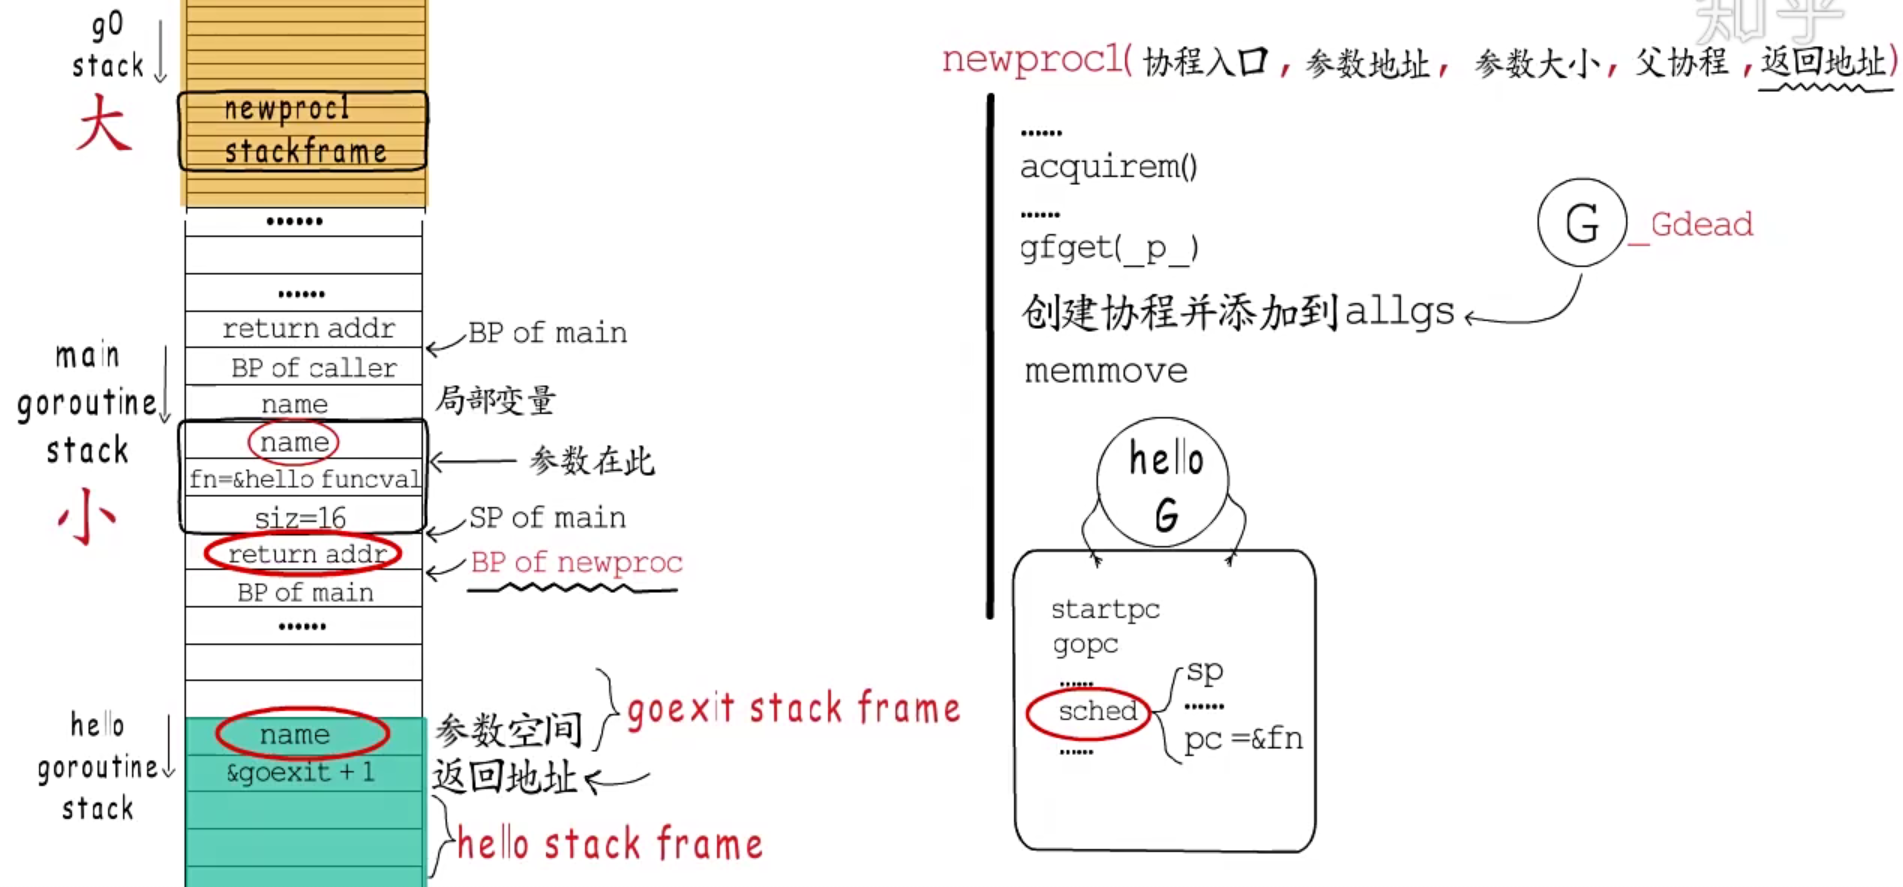 知乎
g0
stack
大
newproc1
stackframe
……
……
return addr
BP of main
BP of caller
main
goroutine
stack
小
name
局部变量
name
参数在此
fn=&hello funcval
siz=16
SP of main
return addr
BP of newproc
BP of main
……
hello
goroutine
stack
name
参数空间
goexit stack frame
&goexit + 1
返回地址
hello stack frame
newproc1( 协程入口 , 参数地址 , 参数大小 , 父协程 , 返回地址)
……
acquirem()
……
gfget(_p_)
G
_Gdead
创建协程并添加到allgs
memmove
hello
G
startpc
gopc
……
sched
……
sp
……
pc =&fn